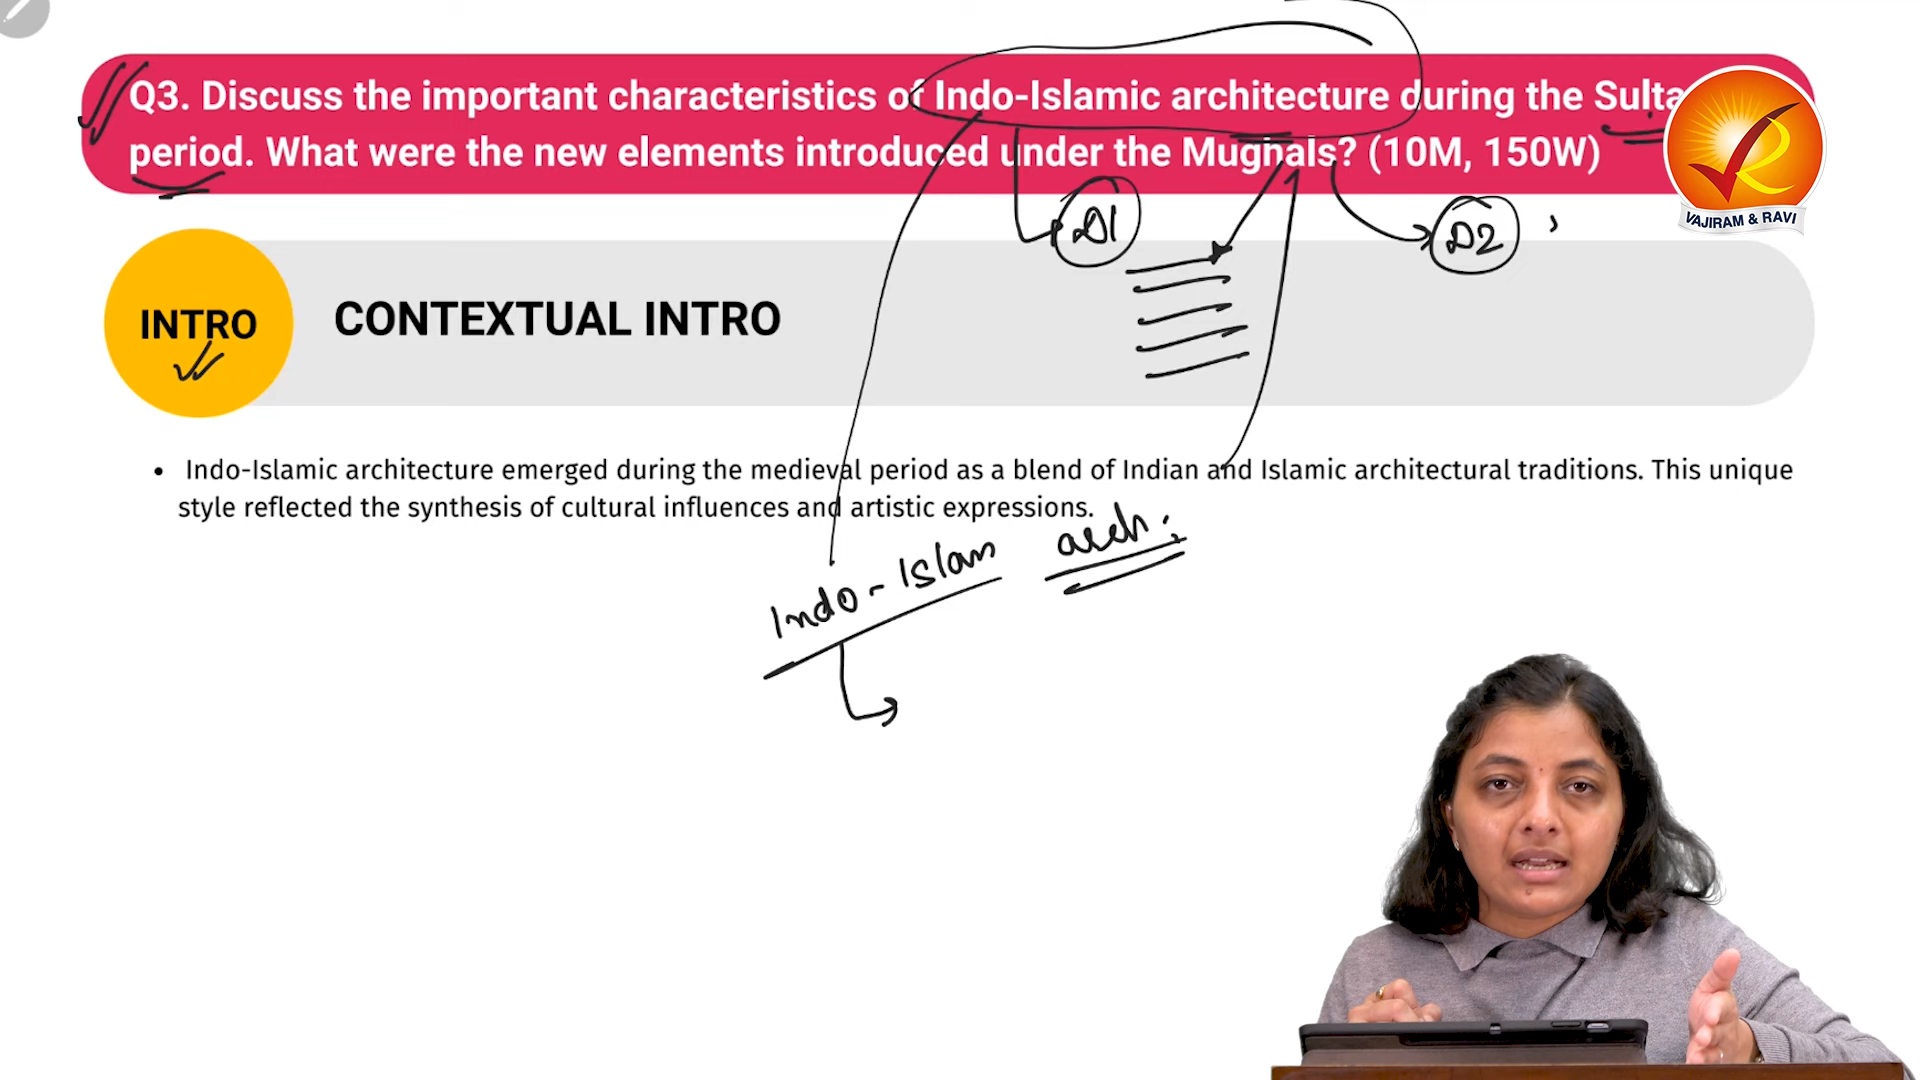 Q3. Discuss the important characteristics of Indo-Islamic architecture during the Sulta
period. What were the new elements introduced under the Mughals? (10M, 150W)
VAJIRAM & RAVI
D1
D2
INTRO
CONTEXTUAL INTRO
• Indo-Islamic architecture emerged during the medieval period as a blend of Indian and Islamic architectural traditions. This unique
style reflected the synthesis of cultural influences and artistic expressions.
Indo-Islam arch.